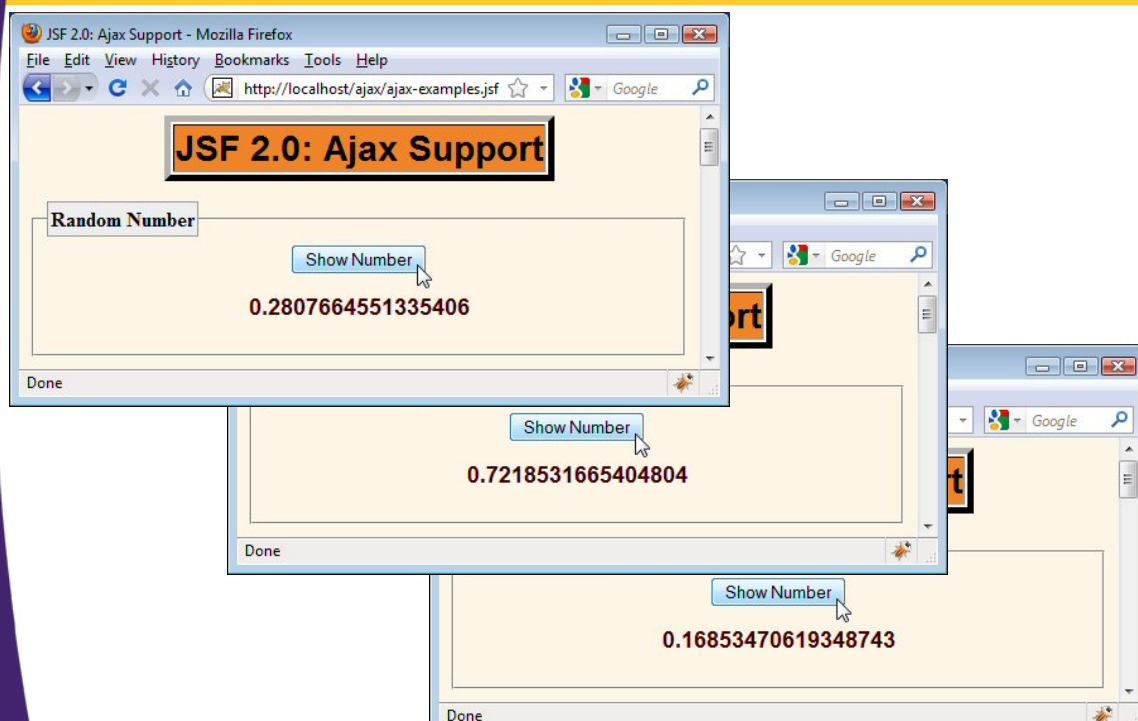 JSF 2.0: Ajax Support - Mozilla Firefox
File Edit View History Bookmarks Tools Help
http://localhost/ajax/ajax-examples.jsf
Google
JSF 2.0: Ajax Support
Random Number
Show Number
0.2807664551335406
Done
Google
ort
Show Number
0.7218531665404804
Done
Google
t
Show Number
0.16853470619348743
Done